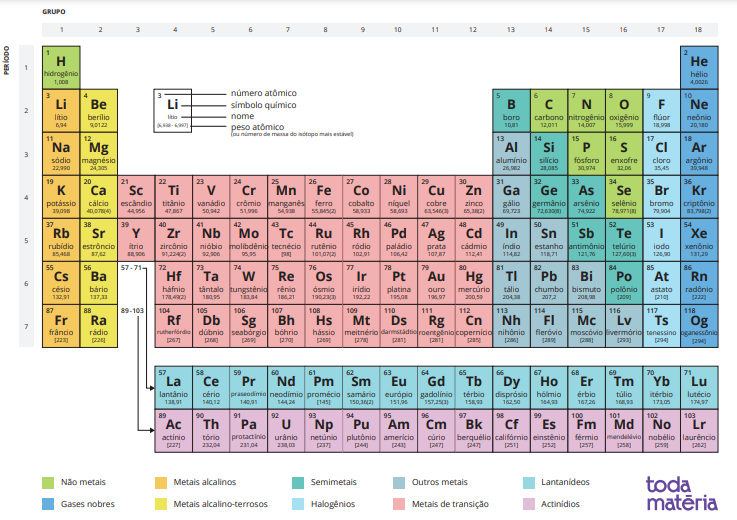 GRUPO
1 2 3 4 5 6 7 8 9 10 11 12 13 14 15 16 17 18
PERÍODO
1
1 H hidrogênio 1,008
2 He hélio 4,0026
2
3 Li lítio 6,94
4 Be berílio 9,0122
3 Li lítio [6,938 - 6,997]
número atômico
símbolo químico
nome
peso atômico
(ou número de massa do isótopo mais estável)
5 B boro 10,81
6 C carbono 12,011
7 N nitrogênio 14,007
8 O oxigênio 15,999
9 F flúor 18,998
10 Ne neônio 20,180
3
11 Na sódio 22,990
12 Mg magnésio 24,305
13 Al alumínio 26,982
14 Si silício 28,085
15 P fósforo 30,974
16 S enxofre 32,06
17 Cl cloro 35,45
18 Ar argônio 39,948
4
19 K potássio 39,098
20 Ca cálcio 40,078(4)
21 Sc escândio 44,956
22 Ti titânio 47,867
23 V vanádio 50,942
24 Cr crômio 51,996
25 Mn manganês 54,938
26 Fe ferro 55,845(2)
27 Co cobalto 58,933
28 Ni níquel 58,693
29 Cu cobre 63,546(3)
30 Zn zinco 65,38(2)
31 Ga gálio 69,723
32 Ge germânio 72,630(8)
33 As arsênio 74,922
34 Se selênio 78,971(8)
35 Br bromo 79,904
36 Kr criptônio 83,798(2)
5
37 Rb rubídio 85,468
38 Sr estrôncio 87,62
39 Y ítrio 88,906
40 Zr zircônio 91,224(2)
41 Nb nióbio 92,906
42 Mo molibdênio 95,95
43 Tc tecnécio [98]
44 Ru rutênio 101,07(2)
45 Rh ródio 102,91
46 Pd paládio 106,42
47 Ag prata 107,87
48 Cd cádmio 112,41
49 In índio 114,82
50 Sn estanho 118,71
51 Sb antimônio 121,76
52 Te telúrio 127,60(3)
53 I iodo 126,90
54 Xe xenônio 131,29
6
55 Cs césio 132,91
56 Ba bário 137,33
57 - 71
72 Hf háfnio 178,49(2)
73 Ta tântalo 180,95
74 W tungstênio 183,84
75 Re rênio 186,21
76 Os ósmio 190,23(3)
77 Ir irídio 192,22
78 Pt platina 195,08
79 Au ouro 196,97
80 Hg mercúrio 200,59
81 Tl tálio 204,38
82 Pb chumbo 207,2
83 Bi bismuto 208,98
84 Po polônio [209]
85 At astato [210]
86 Rn radônio [222]
7
87 Fr frâncio [223]
88 Ra rádio [226]
89-103
104 Rf rutherfórdio [267]
105 Db dúbnio [268]
106 Sg seabórgio [269]
107 Bh bóhrio [270]
108 Hs hássio [269]
109 Mt meitnério [278]
110 Ds darmstádtio [281]
111 Rg roentgênio [281]
112 Cn copernício [285]
113 Nh nihônio [286]
114 Fl fleróvio [289]
115 Mc moscóvio [288]
116 Lv livermório [293]
117 Ts tenessino [294]
118 Og oganessônio [294]
57 La lantânio 138,91
58 Ce cério 140,12
59 Pr praseodímio 140,91
60 Nd neodímio 144,24
61 Pm promécio [145]
62 Sm samário 150,36(2)
63 Eu európio 151,96
64 Gd gadolínio 157,25(3)
65 Tb térbio 158,93
66 Dy disprósio 162,50
67 Ho hólmio 164,93
68 Er érbio 167,26
69 Tm túlio 168,93
70 Yb itérbio 173,05
71 Lu lutécio 174,97
89 Ac actínio [227]
90 Th tório 232,04
91 Pa protactínio 231,04
92 U urânio 238,03
93 Np netúnio [237]
94 Pu plutônio [244]
95 Am amerício [243]
96 Cm cúrio [247]
97 Bk berquélio [247]
98 Cf califórnio [251]
99 Es einstênio [252]
100 Fm férmio [257]
101 Md mendelévio [258]
102 No nobélio [259]
103 Lr laurêncio [262]
Não metais
Metais alcalinos
Semimetais
Outros metais
Lantanídeos
Gases nobres
Metais alcalino-terrosos
Halogênios
Metais de transição
Actinídios
toda
matéria